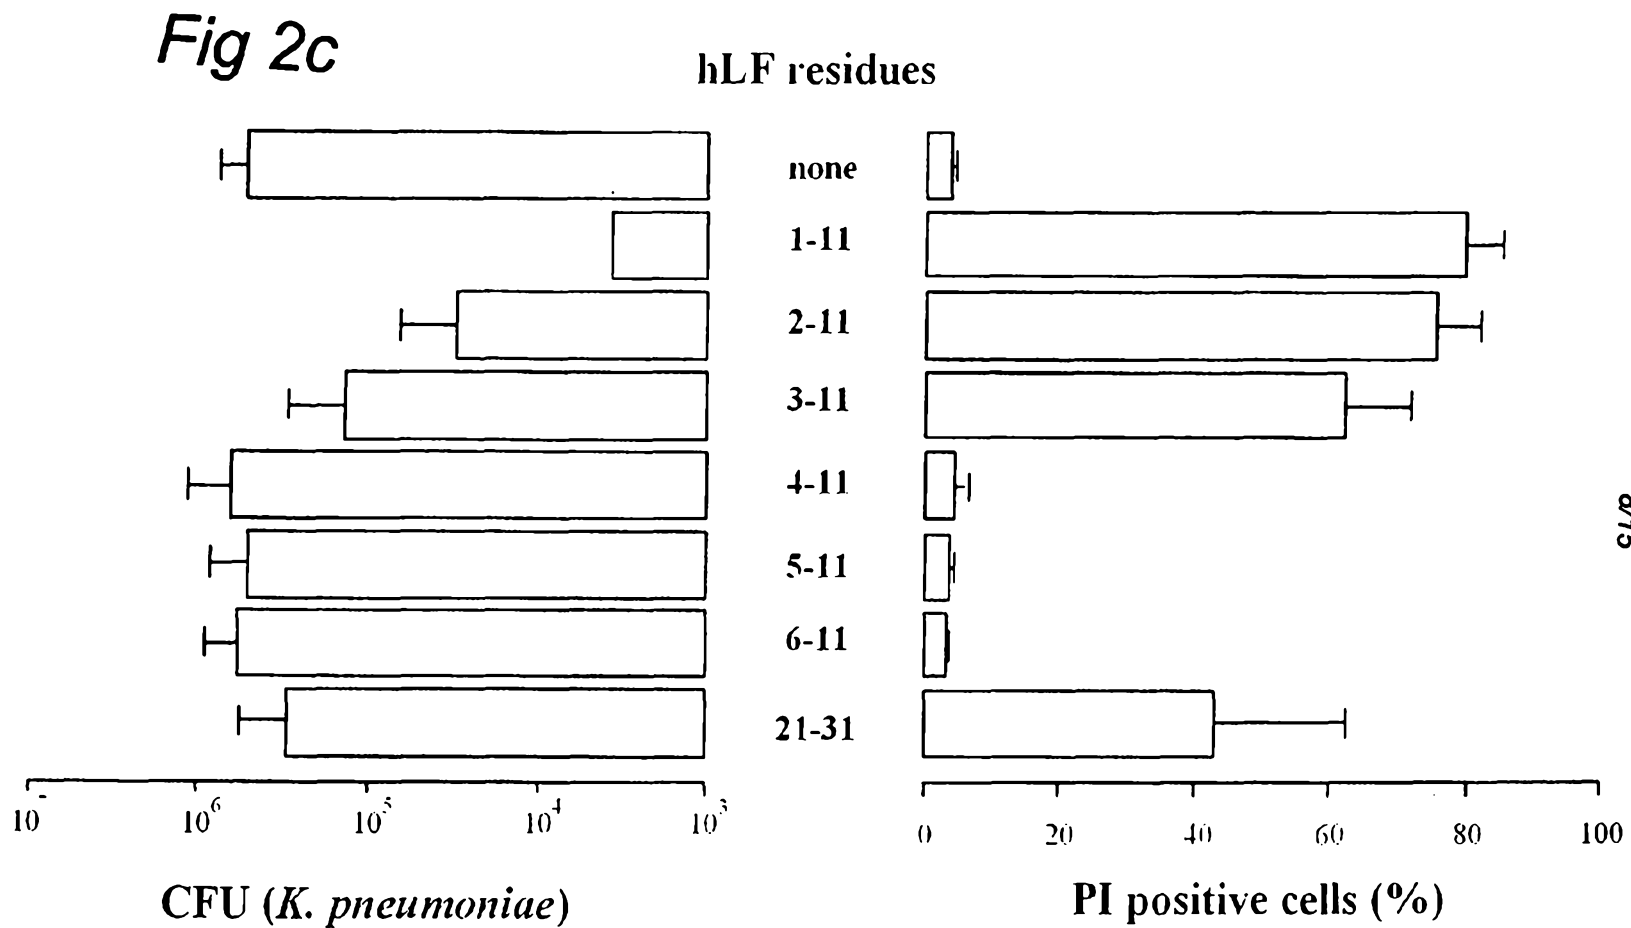 Fig 2c
hLF residues
none
1-11
2-11
3-11
4-11
5-11
6-11
21-31
10 10⁶ 10⁵ 10⁴ 10³
0 20 40 60 80 100
CFU (K. pneumoniae)
PI positive cells (%)